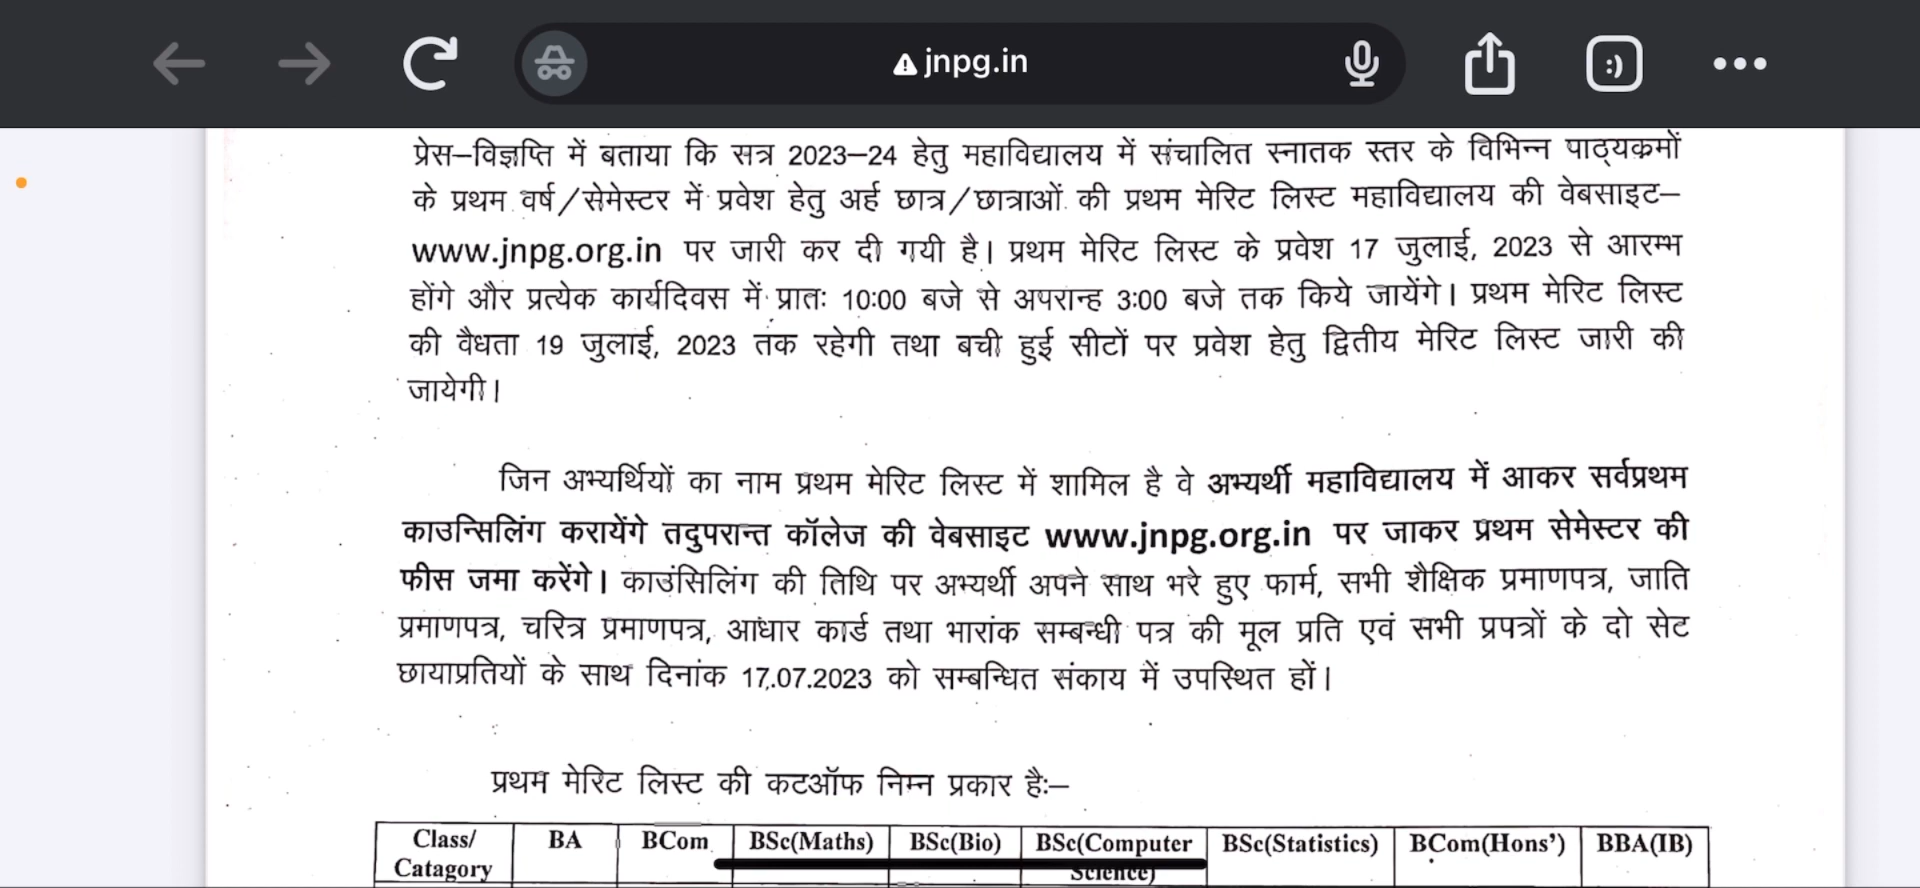 jnpg.in
:)
प्रेस–विज्ञप्ति में बताया कि सत्र 2023–24 हेतु महाविद्यालय में संचालित स्नातक स्तर के विभिन्न पाठ्यक्रमों
के प्रथम वर्ष/सेमेस्टर में प्रवेश हेतु अर्ह छात्र/छात्राओं की प्रथम मेरिट लिस्ट महाविद्यालय की वेबसाइट–
www.jnpg.org.in पर जारी कर दी गयी है। प्रथम मेरिट लिस्ट के प्रवेश 17 जुलाई, 2023 से आरम्भ
होंगे और प्रत्येक कार्यदिवस में प्रातः 10:00 बजे से अपरान्ह 3:00 बजे तक किये जायेंगे। प्रथम मेरिट लिस्ट
की वैधता 19 जुलाई, 2023 तक रहेगी तथा बची हुई सीटों पर प्रवेश हेतु द्वितीय मेरिट लिस्ट जारी की
जायेगी।
जिन अभ्यर्थियों का नाम प्रथम मेरिट लिस्ट में शामिल है वे अभ्यर्थी महाविद्यालय में आकर सर्वप्रथम
काउन्सिलिंग करायेंगे तदुपरान्त कॉलेज की वेबसाइट www.jnpg.org.in पर जाकर प्रथम सेमेस्टर की
फीस जमा करेंगे। काउंसिलिंग की तिथि पर अभ्यर्थी अपने साथ भरे हुए फार्म, सभी शैक्षिक प्रमाणपत्र, जाति
प्रमाणपत्र, चरित्र प्रमाणपत्र, आधार कार्ड तथा भारांक सम्बन्धी पत्र की मूल प्रति एवं सभी प्रपत्रों के दो सेट
छायाप्रतियों के साथ दिनांक 17.07.2023 को सम्बन्धित संकाय में उपस्थित हों।
प्रथम मेरिट लिस्ट की कटऑफ निम्न प्रकार हैः–
Class/ BA BCom BSc(Maths) BSc(Bio) BSc(Computer BSc(Statistics) BCom(Hons’) BBA(IB)
Catagory Science)